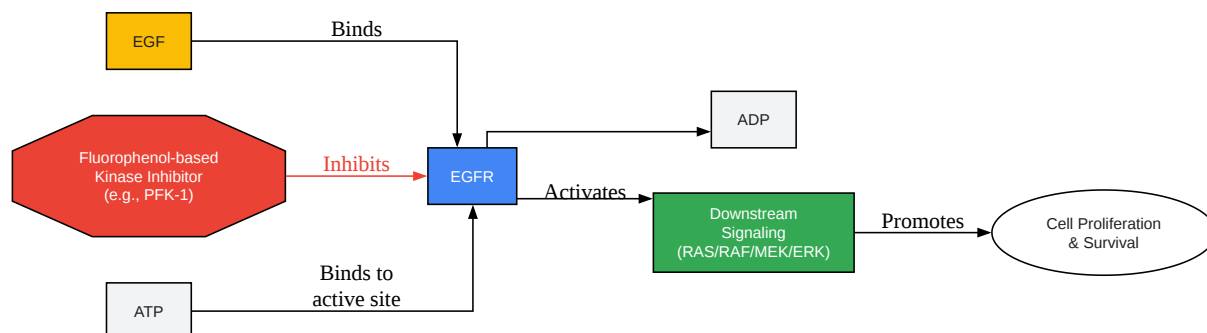 EGF
Binds
Fluorophenol-based
Kinase Inhibitor
(e.g., PFK-1)
Inhibits
EGFR
ADP
Activates
Downstream
Signaling
(RAS/RAF/MEK/ERK)
Promotes
Cell Proliferation
& Survival
ATP
Binds to
active site